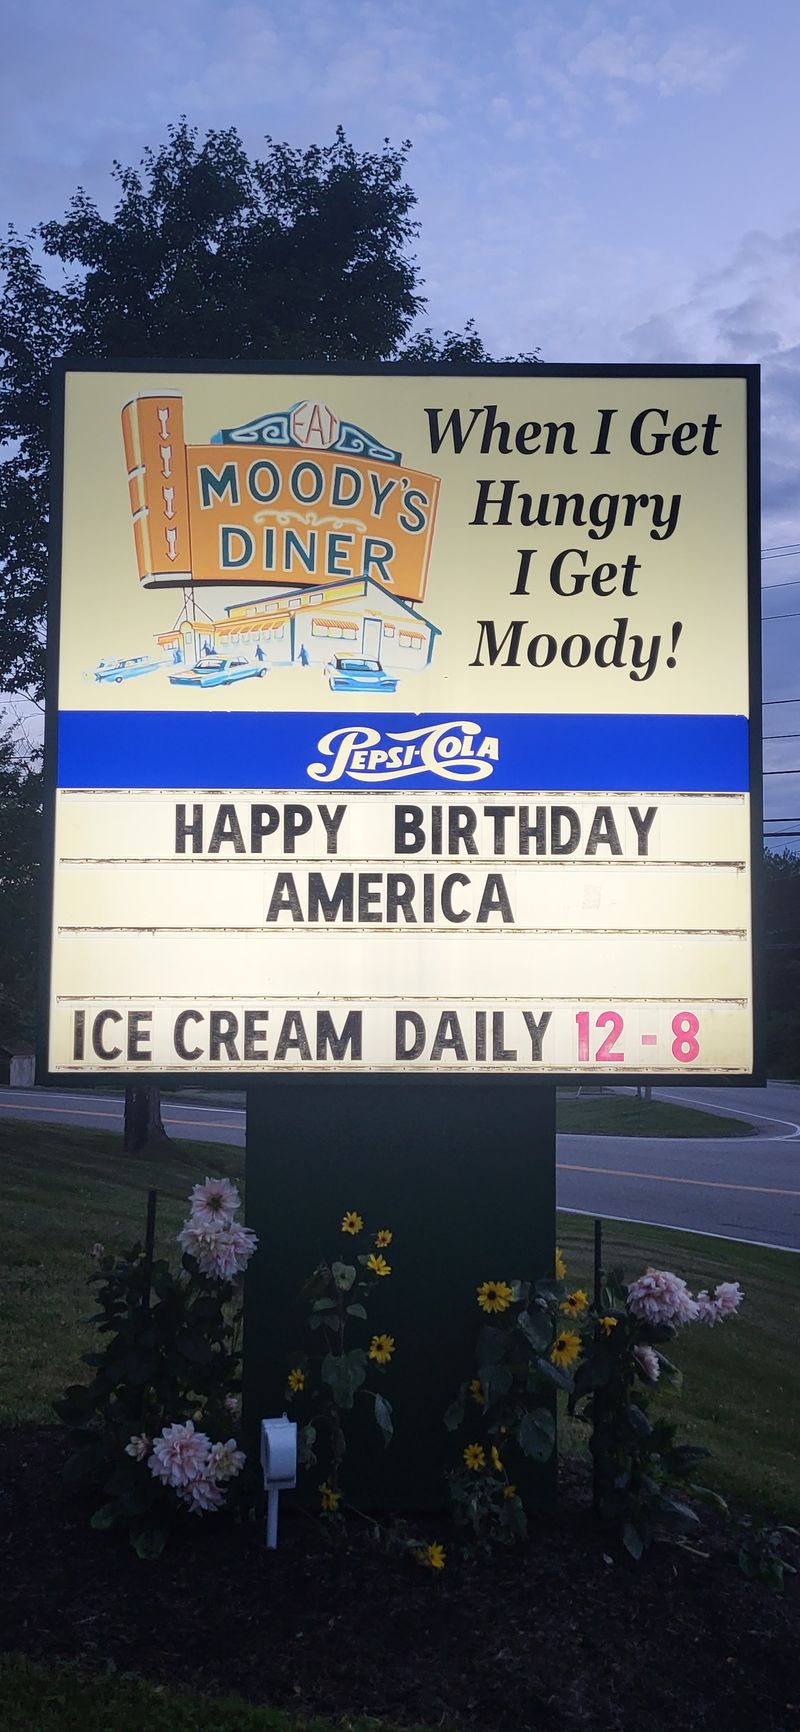 EAT
MOODY'S
DINER
When I Get
Hungry
I Get
Moody!
PEPSI-COLA
HAPPY BIRTHDAY
AMERICA
ICE CREAM DAILY 12-8